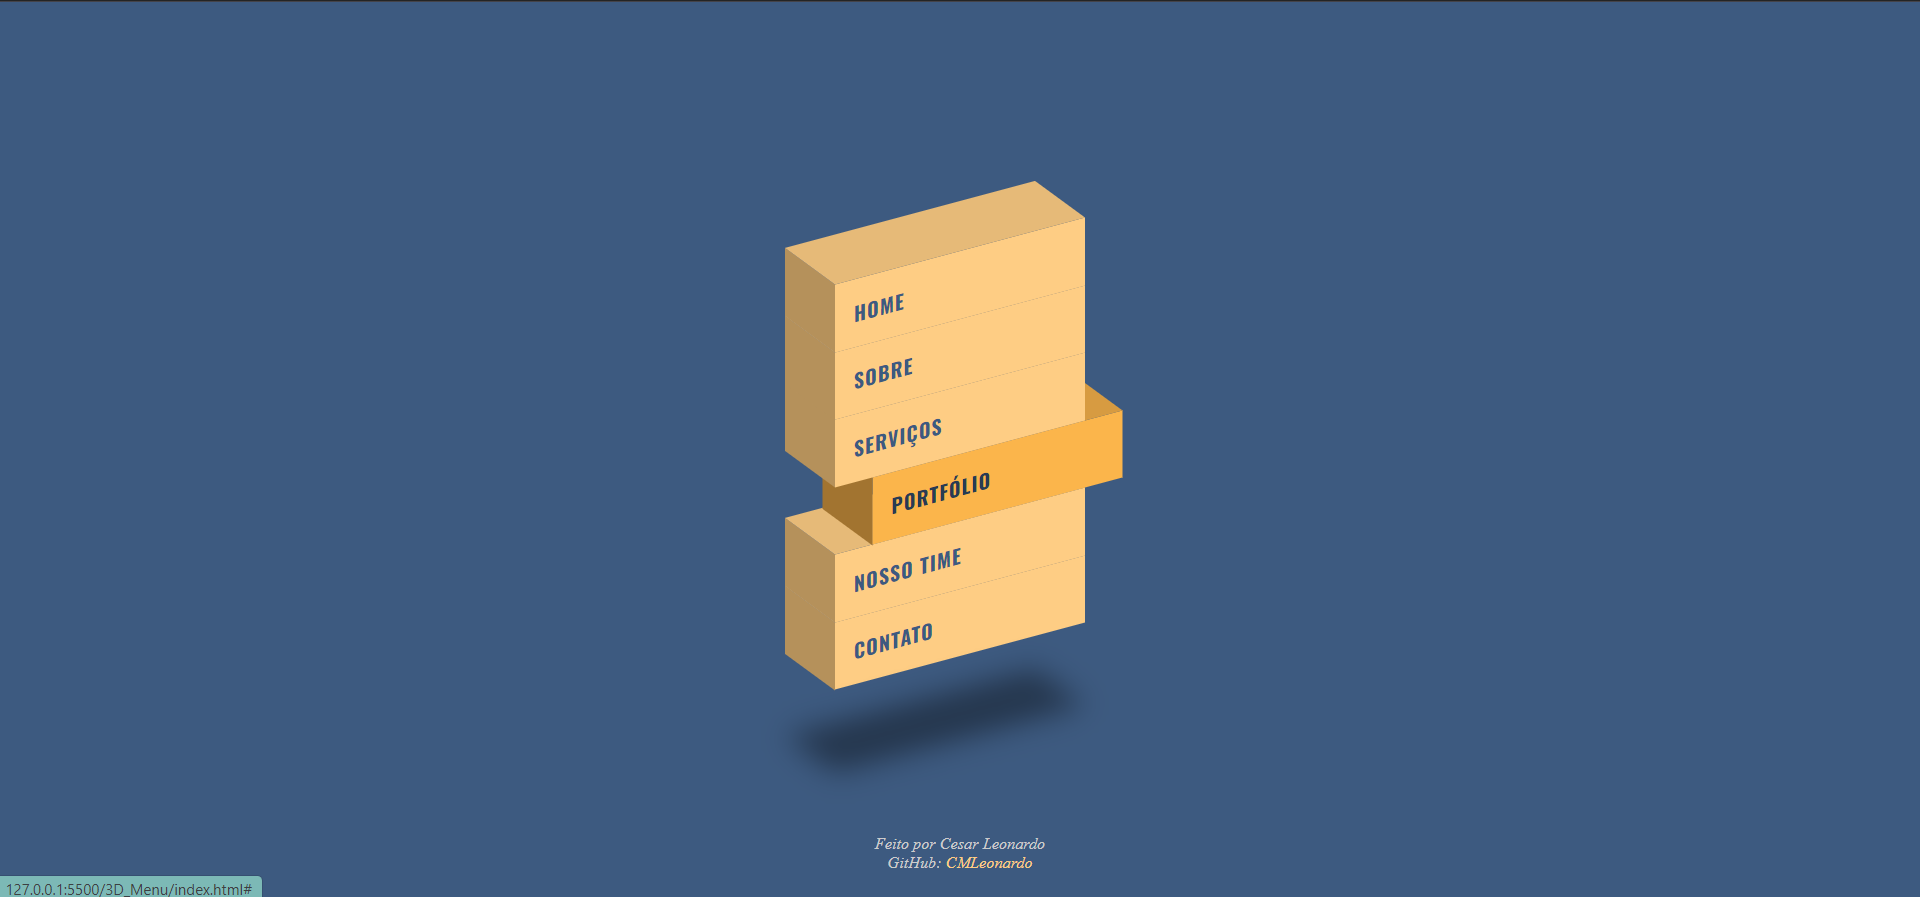 HOME
SOBRE
SERVIÇOS
PORTFÓLIO
NOSSO TIME
CONTATO
Feito por Cesar Leonardo
GitHub: CMLeonardo
127.0.0.1:5500/3D_Menu/index.html#